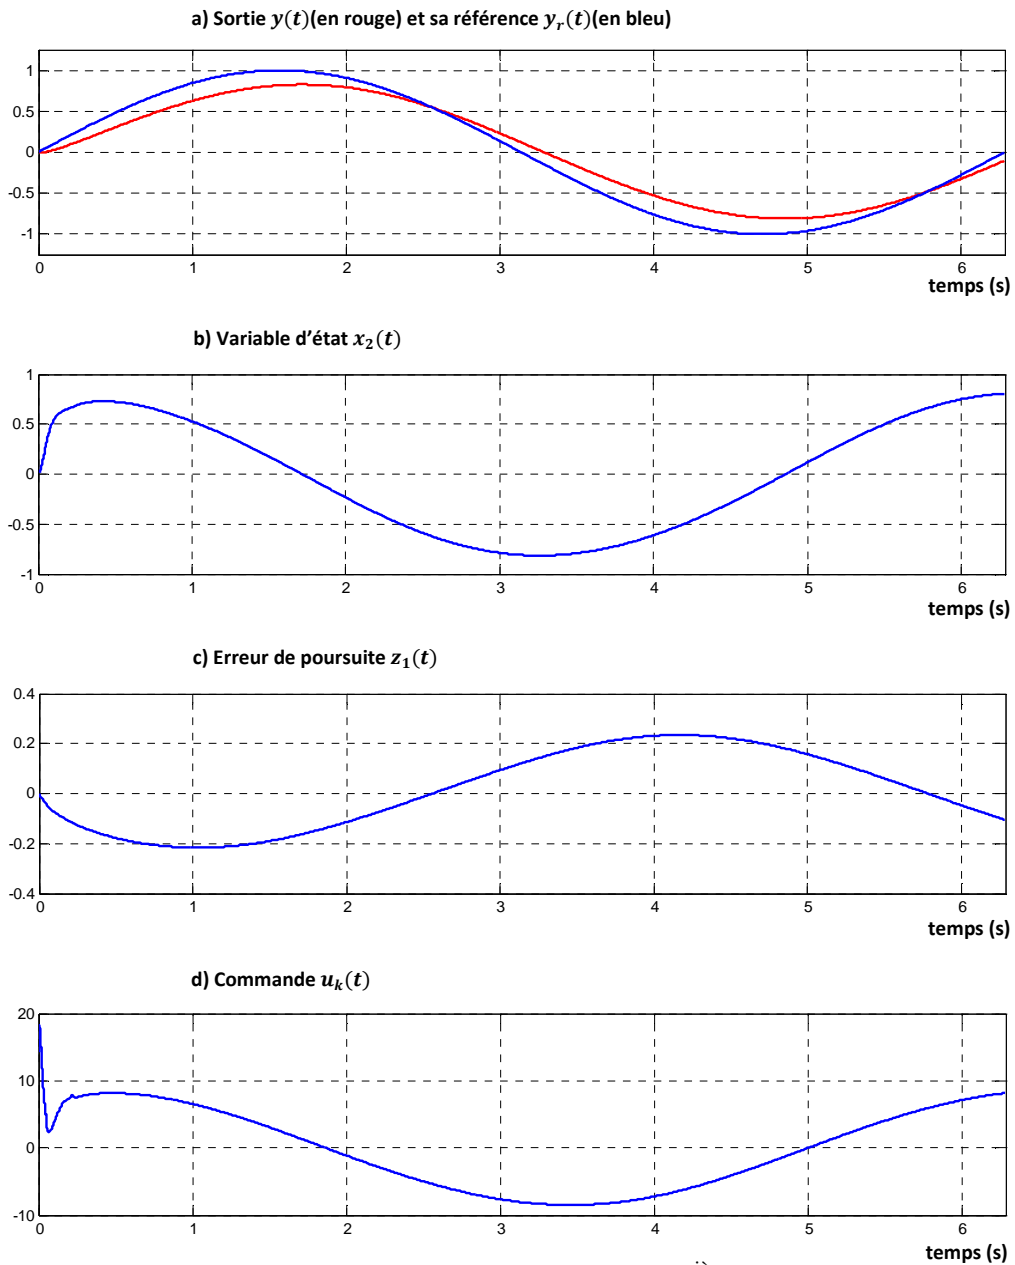 a) Sortie y(t)(en rouge) et sa référence y_r(t)(en bleu)
1
0.5
0
-0.5
-1
0 1 2 3 4 5 6
temps (s)
b) Variable d'état x_2(t)
1
0.5
0
-0.5
-1
0 1 2 3 4 5 6
temps (s)
c) Erreur de poursuite z_1(t)
0.4
0.2
0
-0.2
-0.4
0 1 2 3 4 5 6
temps (s)
d) Commande u_k(t)
20
10
0
-10
0 1 2 3 4 5 6
temps (s)